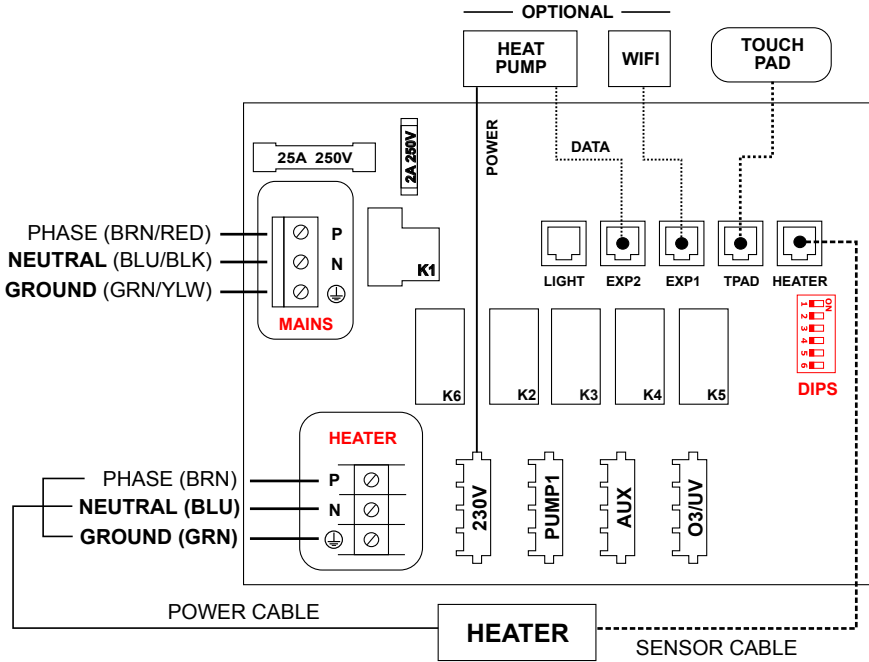 OPTIONAL
HEAT
PUMP
WIFI
TOUCH
PAD
POWER
DATA
25A 250V
2A 250V
PHASE (BRN/RED)
NEUTRAL (BLU/BLK)
GROUND (GRN/YLW)
P
N
MAINS
K1
LIGHT
EXP2
EXP1
TPAD
HEATER
ON
1
2
3
4
5
6
DIPS
K6
K2
K3
K4
K5
HEATER
PHASE (BRN)
NEUTRAL (BLU)
GROUND (GRN)
P
N
230V
PUMP1
AUX
O3/UV
POWER CABLE
HEATER
SENSOR CABLE